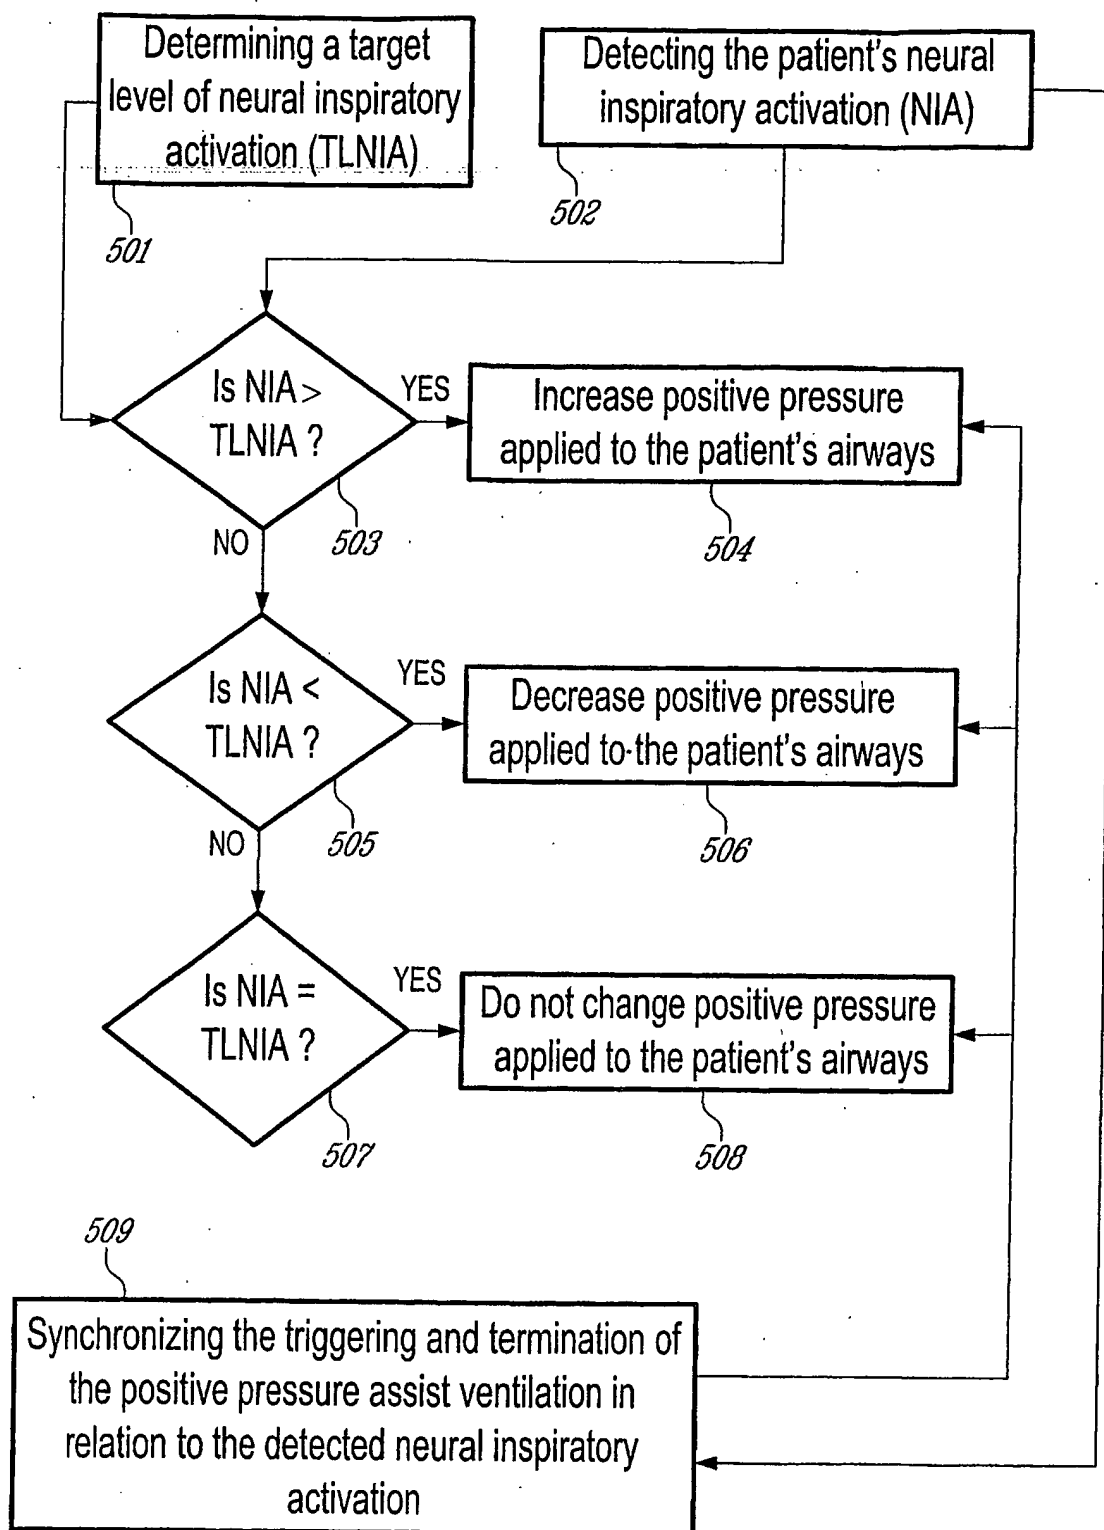 Determining a target
level of neural inspiratory
activation (TLNIA)
501
Detecting the patient's neural
inspiratory activation (NIA)
502
Is NIA >
TLNIA ?
503
YES
Increase positive pressure
applied to the patient's airways
504
NO
Is NIA <
TLNIA ?
505
YES
Decrease positive pressure
applied to the patient's airways
506
NO
Is NIA =
TLNIA ?
507
YES
Do not change positive pressure
applied to the patient's airways
508
509
Synchronizing the triggering and termination of
the positive pressure assist ventilation in
relation to the detected neural inspiratory
activation